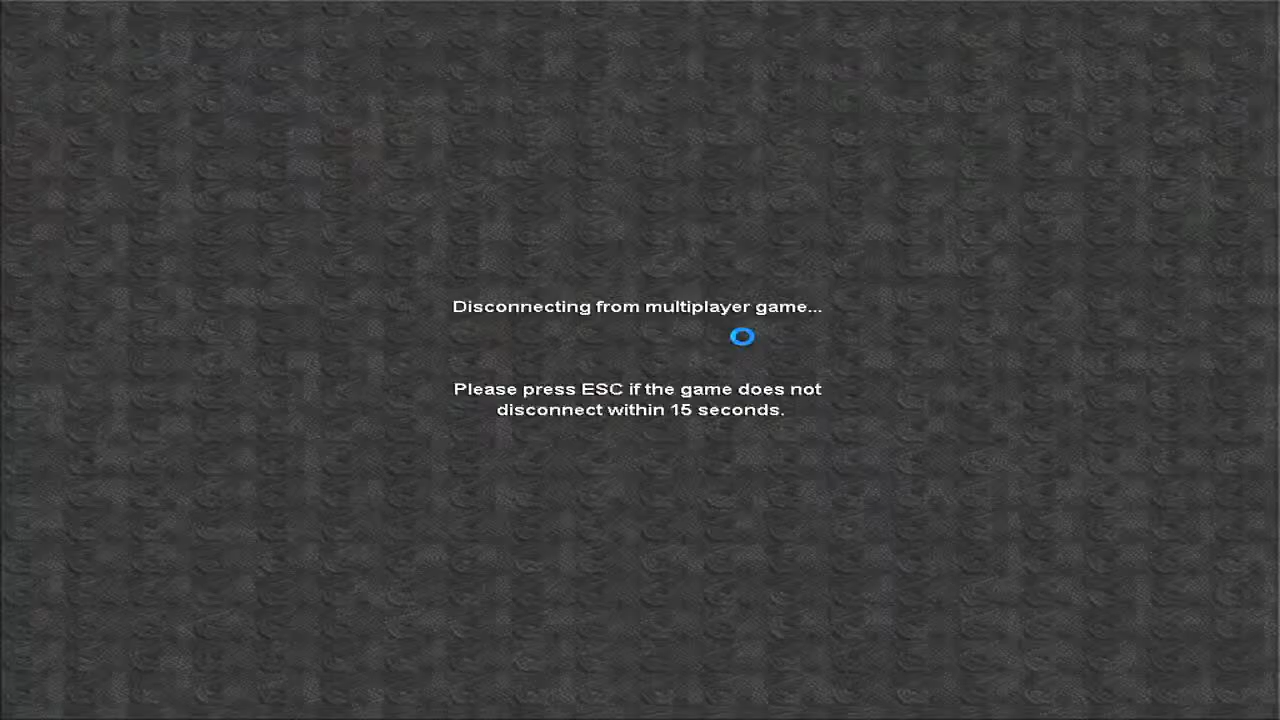 Disconnecting from multiplayer game...
Please press ESC if the game does not
disconnect within 15 seconds.